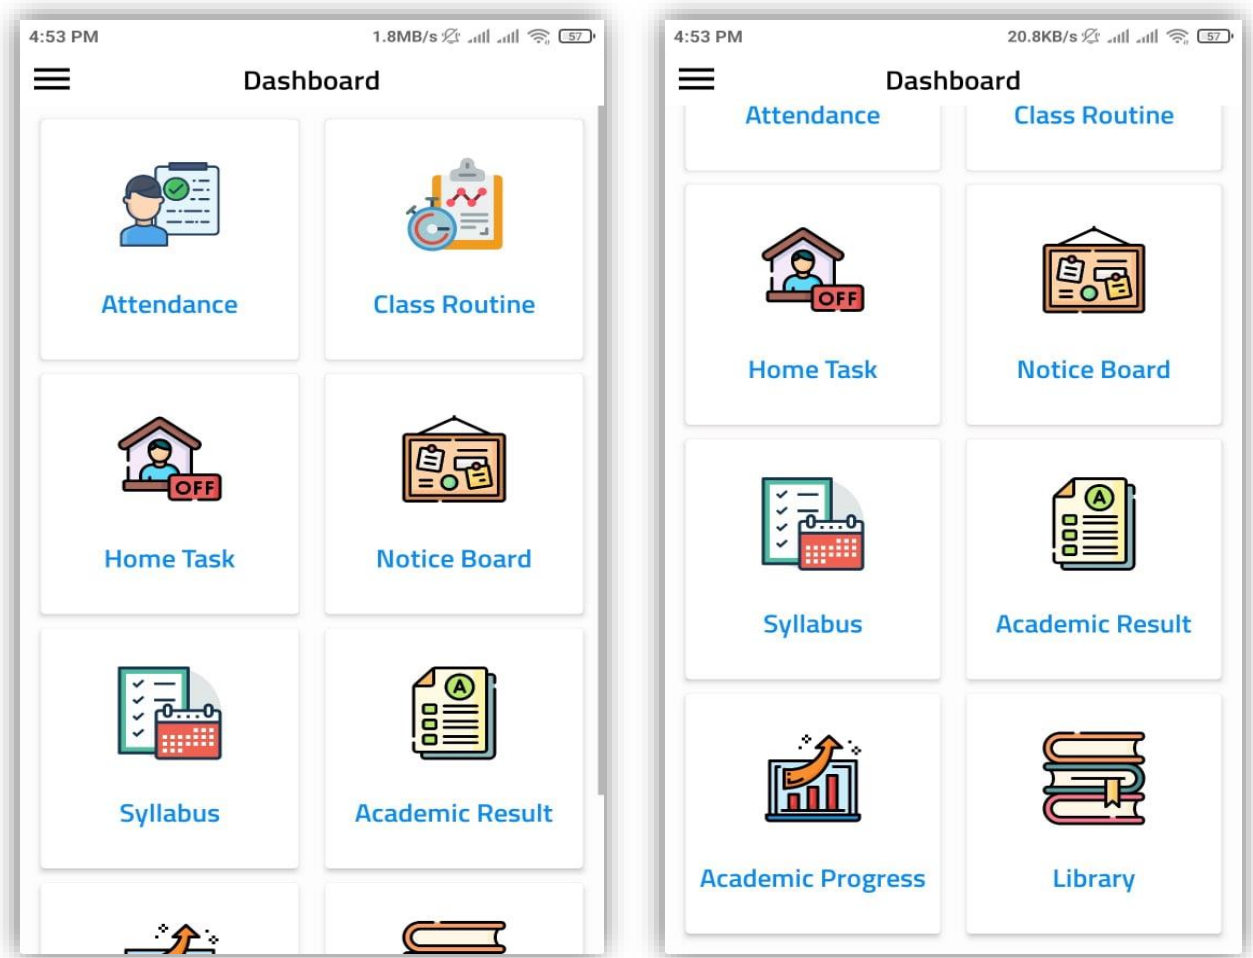 4:53 PM 1.8MB/s 57
Dashboard
Attendance Class Routine
OFF
Home Task Notice Board
A
Syllabus Academic Result
4:53 PM 20.8KB/s 57
Dashboard
Attendance Class Routine
OFF
Home Task Notice Board
A
Syllabus Academic Result
Academic Progress Library